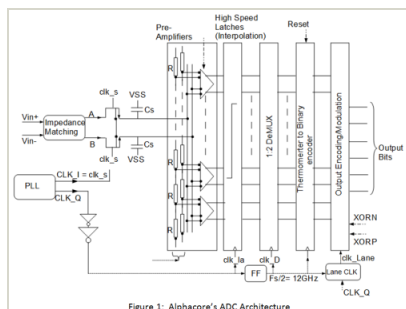 Pre-
Amplifiers
High Speed
Latches
(Interpolation)
Reset
clk_s
VSS
Cs
R
R
Vin+
Vin-
Impedance
Matching
A
B
VSS
Cs
clk_s
PLL
CLK_I = clk_s
CLK_Q
R
R
R
1:2 DeMUX
Thermometer to Binary
encoder
Output Encoding/Modulation
Output
Bits
XORN
XORP
clk_la
FF
clk_D
Fs/2= 12GHz
clk_Lane
Lane CLK
CLK_Q
Figure 1: Alphacore's ADC Architecture